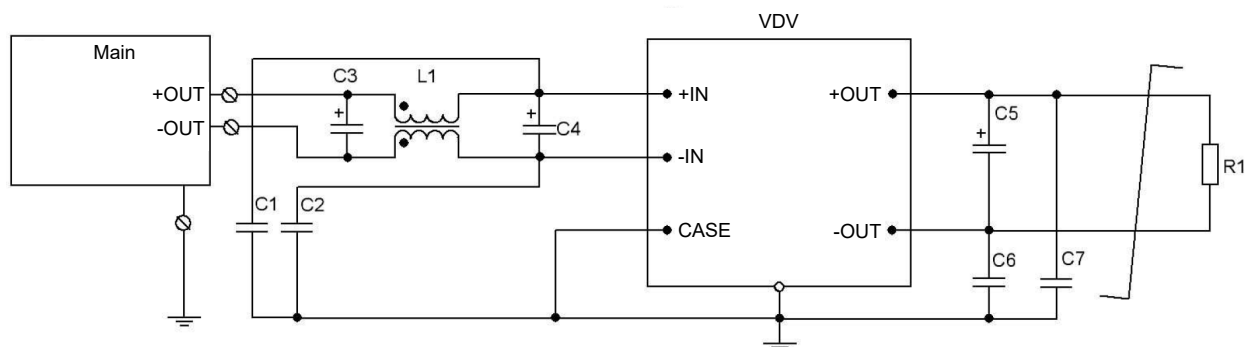 VDV
Main
C3
L1
+OUT
-OUT
+
+
C4
+IN
-IN
CASE
+OUT
-OUT
C5
+
R1
C1
C2
C6
C7